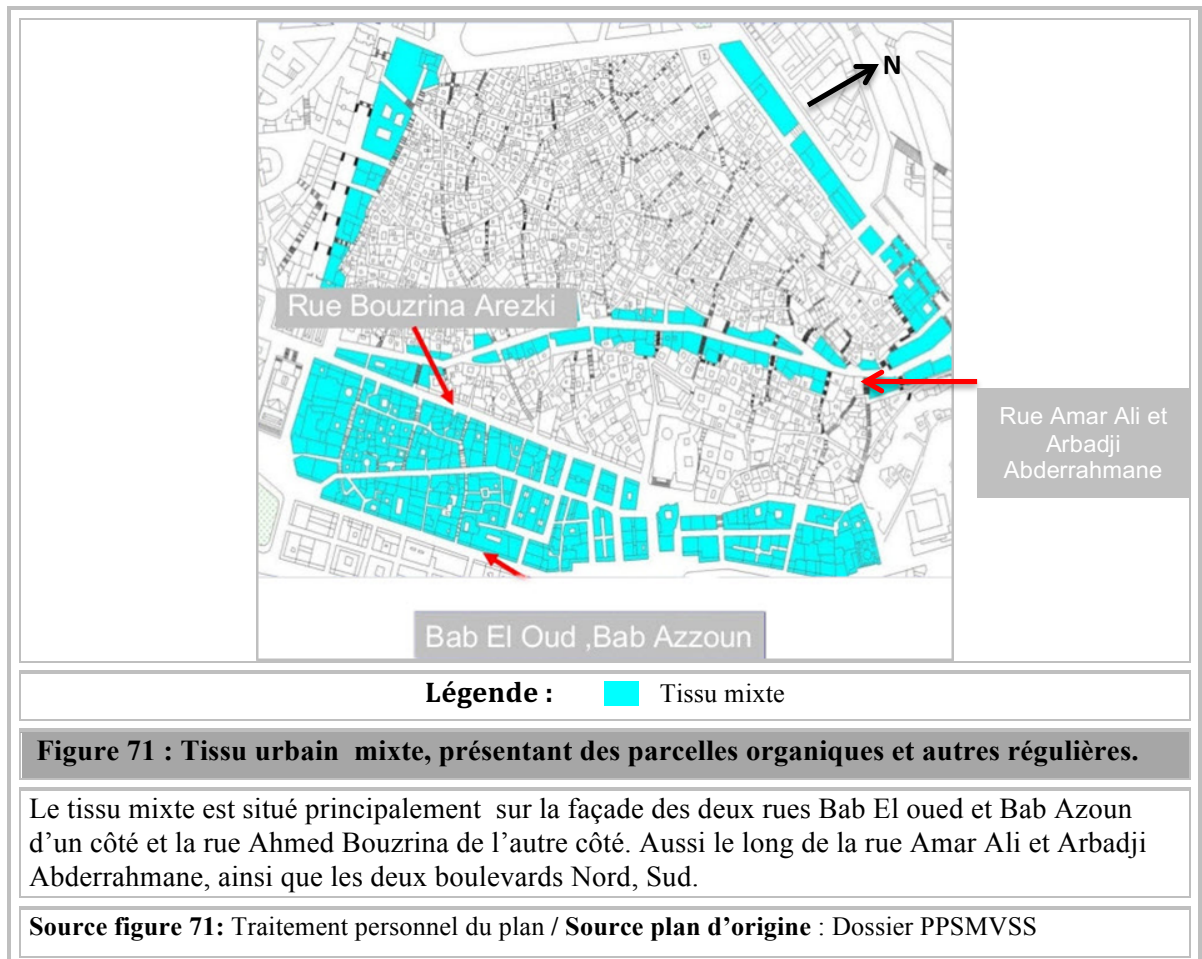 N
Rue Bouzrina Arezki
Rue Amar Ali et
Arbadji
Abderrahmane
Bab El Oud ,Bab Azzoun
Légende : Tissu mixte
Figure 71 : Tissu urbain mixte, présentant des parcelles organiques et autres régulières.
Le tissu mixte est situé principalement sur la façade des deux rues Bab El oued et Bab Azoun
d'un côté et la rue Ahmed Bouzrina de l'autre côté. Aussi le long de la rue Amar Ali et Arbadji
Abderrahmane, ainsi que les deux boulevards Nord, Sud.
Source figure 71: Traitement personnel du plan / Source plan d'origine : Dossier PPSMVSS